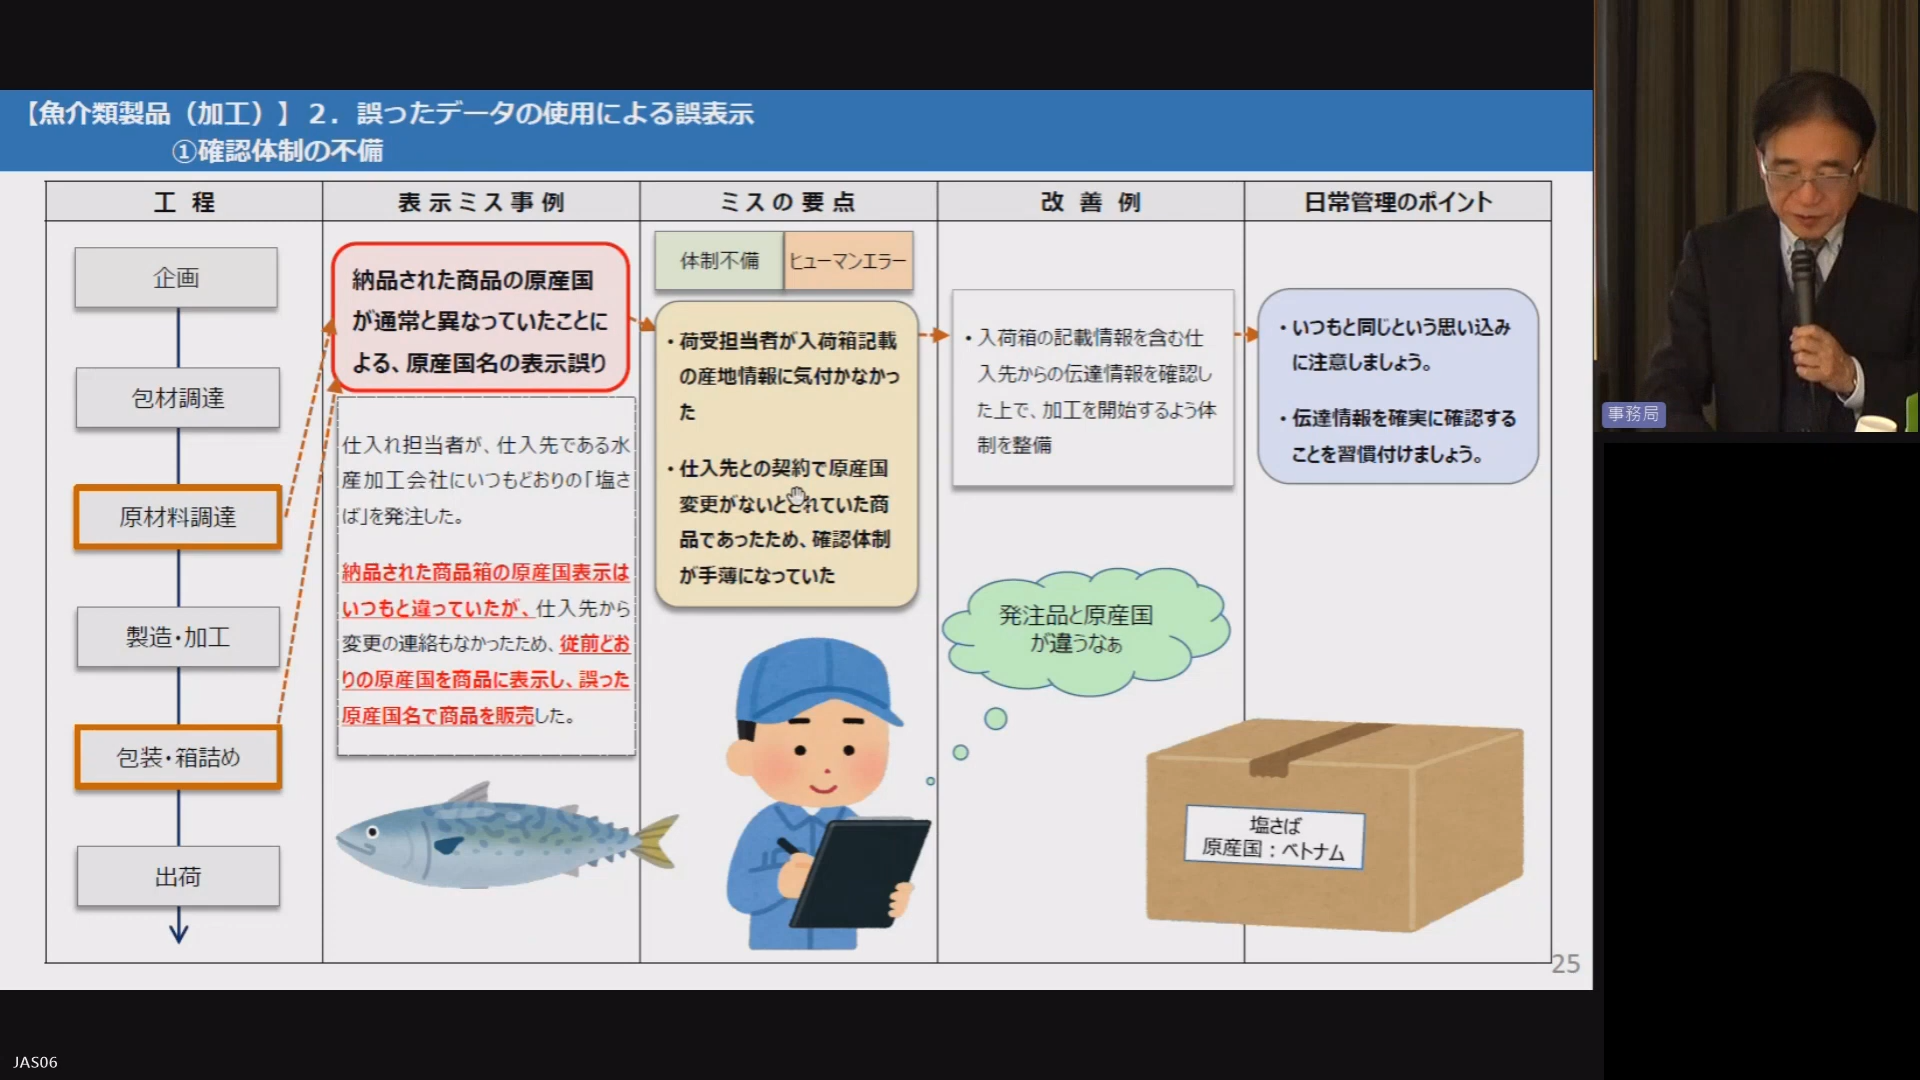 【魚介類製品（加工）】２．誤ったデータの使用による誤表示
①確認体制の不備
工 程
表 示 ミ ス 事 例
ミ ス の 要 点
改 善 例
日常管理のポイント
企画
包材調達
原材料調達
製造・加工
包装・箱詰め
出荷
納品された商品の原産国
が通常と異なっていたことに
よる、原産国名の表示誤り
仕入れ担当者が、仕入先である水
産加工会社にいつもどおりの「塩さ
ば」を発注した。
納品された商品箱の原産国表示は
いつもと違っていたが、仕入先から
変更の連絡もなかったため、従前どお
りの原産国を商品に表示し、誤った
原産国名で商品を販売した。
体制不備
ヒューマンエラー
・荷受担当者が入荷箱記載
の産地情報に気付かなかっ
た
・仕入先との契約で原産国
変更がないとされていた商
品であったため、確認体制
が手薄になっていた
・入荷箱の記載情報を含む仕
入先からの伝達情報を確認し
た上で、加工を開始するよう体
制を整備
・いつもと同じという思い込み
に注意しましょう。
・伝達情報を確実に確認する
ことを習慣付けましょう。
発注品と原産国
が違うなぁ
塩さば
原産国：ベトナム
25
事務局
JAS06